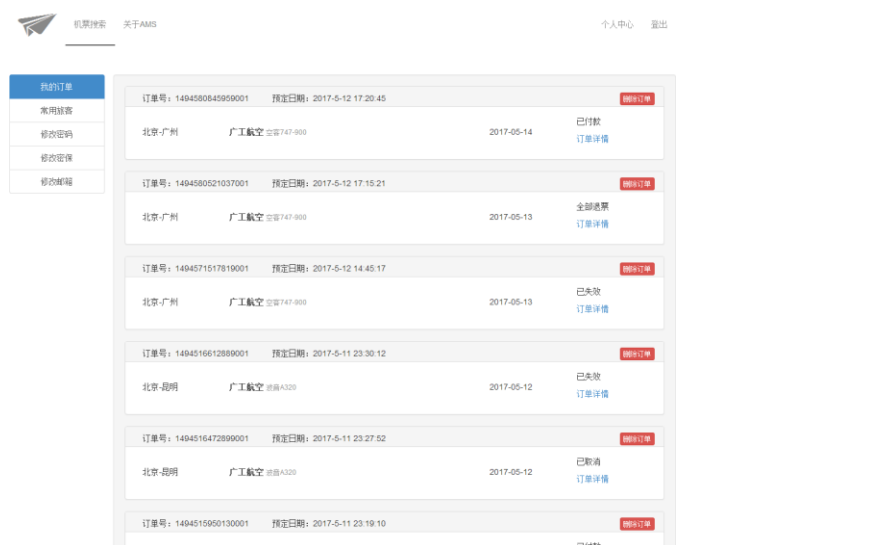 机票搜索 关于AMS 个人中心 登出
我的订单
常用旅客
修改密码
修改密保
修改邮箱
订单号：1494580845959001 预定日期：2017-5-12 17:20:45 删除订单
北京-广州 广工航空 空客747-900 2017-05-14 已付款
订单详情
订单号：1494580521037001 预定日期：2017-5-12 17:15:21 删除订单
北京-广州 广工航空 空客747-900 2017-05-13 全部退票
订单详情
订单号：1494571517819001 预定日期：2017-5-12 14:45:17 删除订单
北京-广州 广工航空 空客747-900 2017-05-13 已失效
订单详情
订单号：1494516612889001 预定日期：2017-5-11 23:30:12 删除订单
北京-昆明 广工航空 波音A320 2017-05-12 已失效
订单详情
订单号：1494516472899001 预定日期：2017-5-11 23:27:52 删除订单
北京-昆明 广工航空 波音A320 2017-05-12 已取消
订单详情
订单号：1494515950130001 预定日期：2017-5-11 23:19:10 删除订单